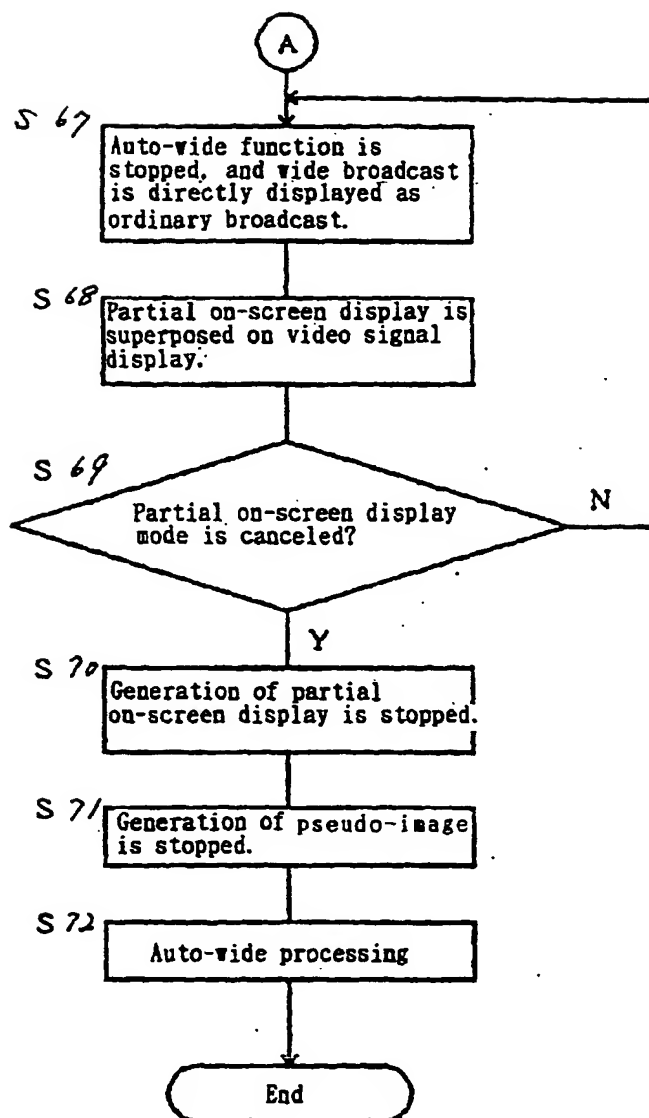 A
S 67
Auto-wide function is
stopped, and wide broadcast
is directly displayed as
ordinary broadcast.
S 68
Partial on-screen display is
superposed on video signal
display.
S 69
Partial on-screen display
mode is canceled?
N
Y
S 70
Generation of partial
on-screen display is stopped.
S 71
Generation of pseudo-image
is stopped.
S 72
Auto-wide processing
End